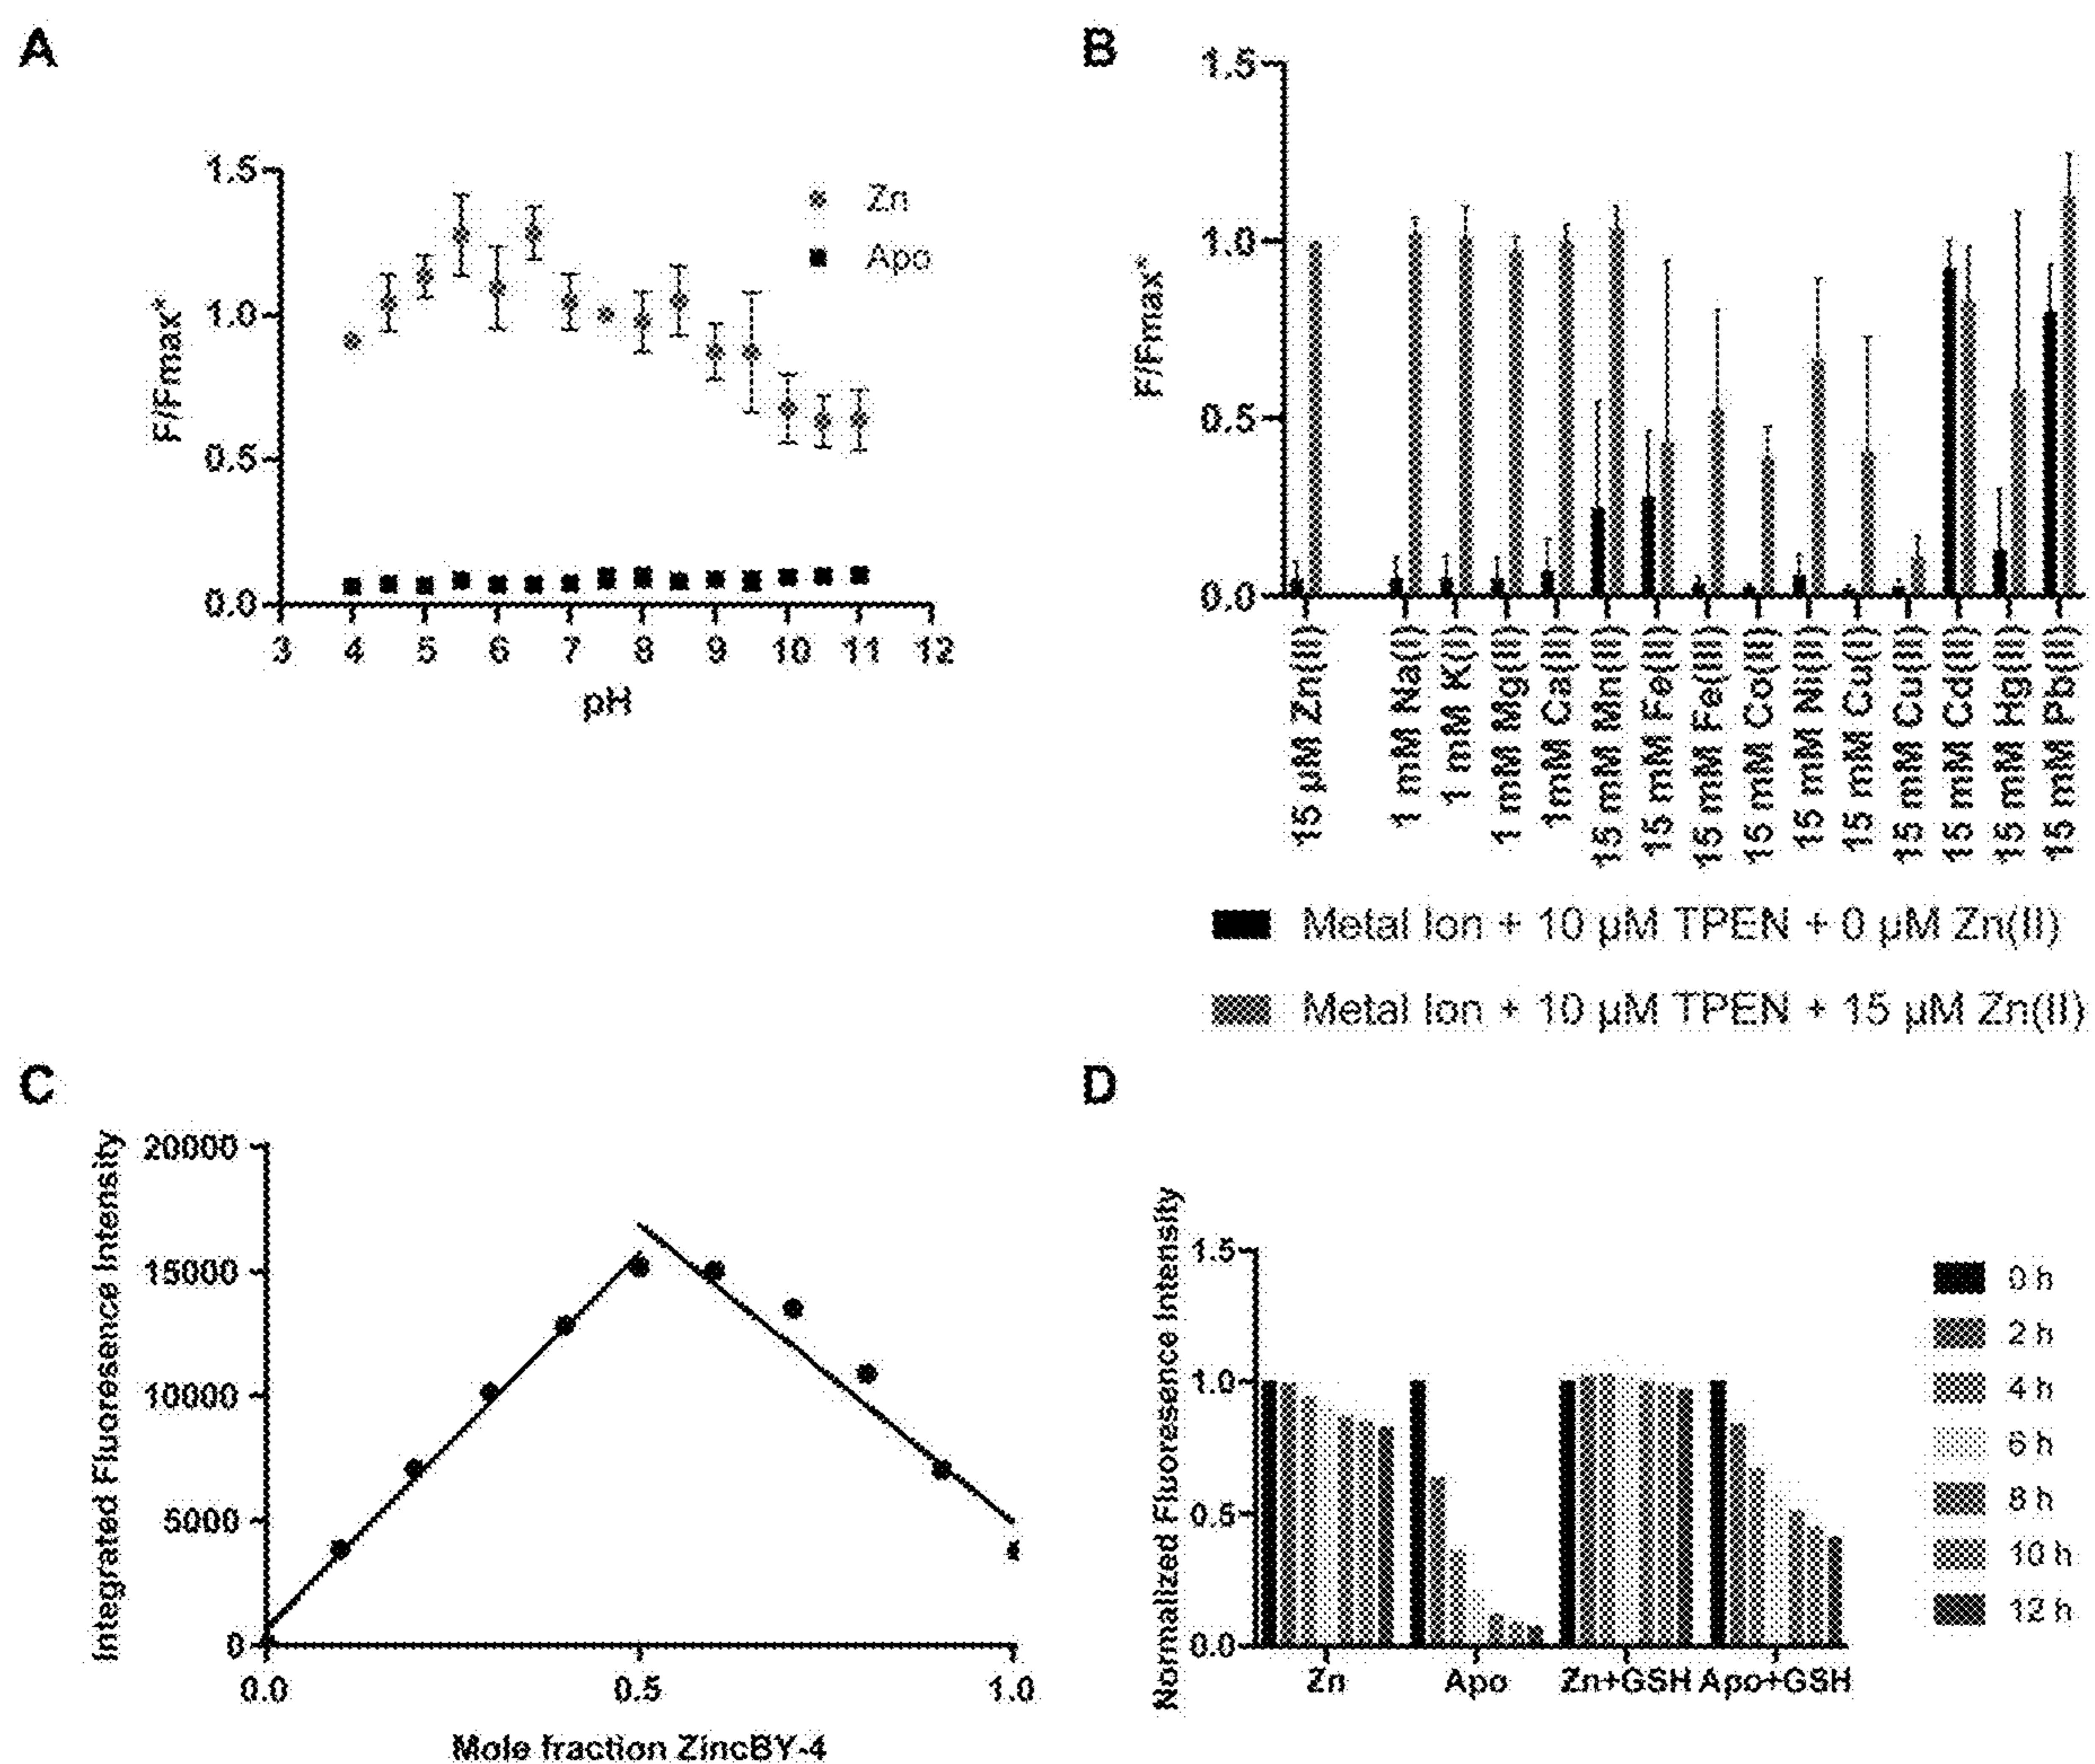 A
1.5
1.0
0.5
0.0
F/Fmax*
Zn
Apo
3 4 5 6 7 8 9 10 11 12
pH
B
1.5
1.0
0.5
0.0
F/Fmax*
15 µM Zn(II)
1 mM Na(I)
1 mM K(I)
1 mM Mg(II)
1mM Ca(II)
15 mM Mn(II)
15 mM Fe(II)
15 mM Fe(III)
15 mM Co(II)
15 mM Ni(II)
15 mM Cu(I)
15 mM Cu(II)
15 mM Cd(II)
15 mM Hg(II)
15 mM Pb(II)
Metal Ion + 10 µM TPEN + 0 µM Zn(II)
Metal Ion + 10 µM TPEN + 15 µM Zn(II)
C
Integrated Fluoresence Intensity
20000
15000
10000
5000
0
0.0 0.5 1.0
Mole fraction ZincBY-4
D
Normalized Fluoresence Intensity
1.5
1.0
0.5
0.0
Zn Apo Zn+GSH Apo+GSH
0 h
2 h
4 h
6 h
8 h
10 h
12 h